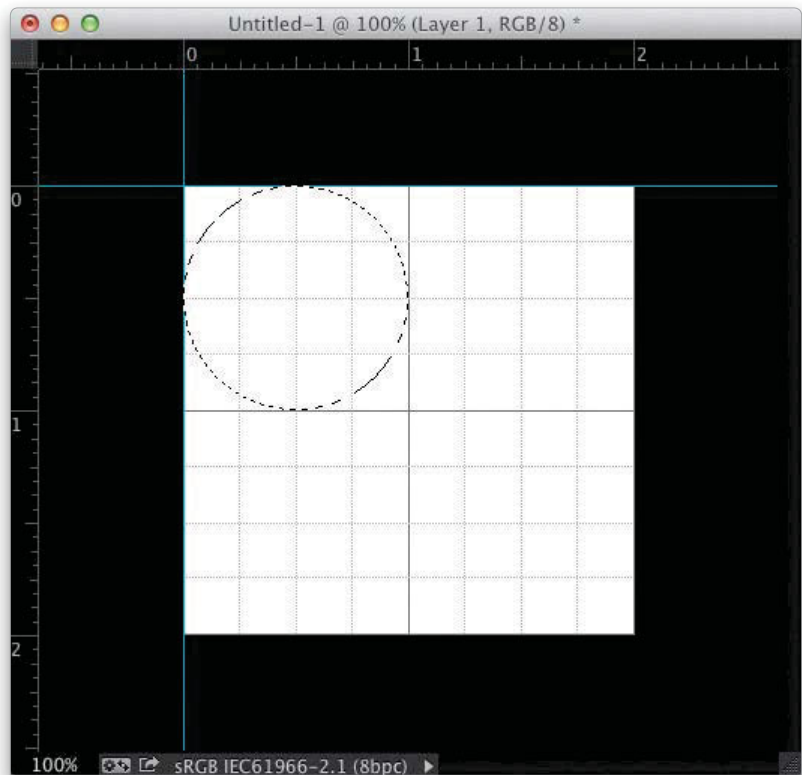 Untitled-1 @ 100% (Layer 1, RGB/8) *
0 1 2
0
1
2
100% sRGB IEC61966-2.1 (8bpc)